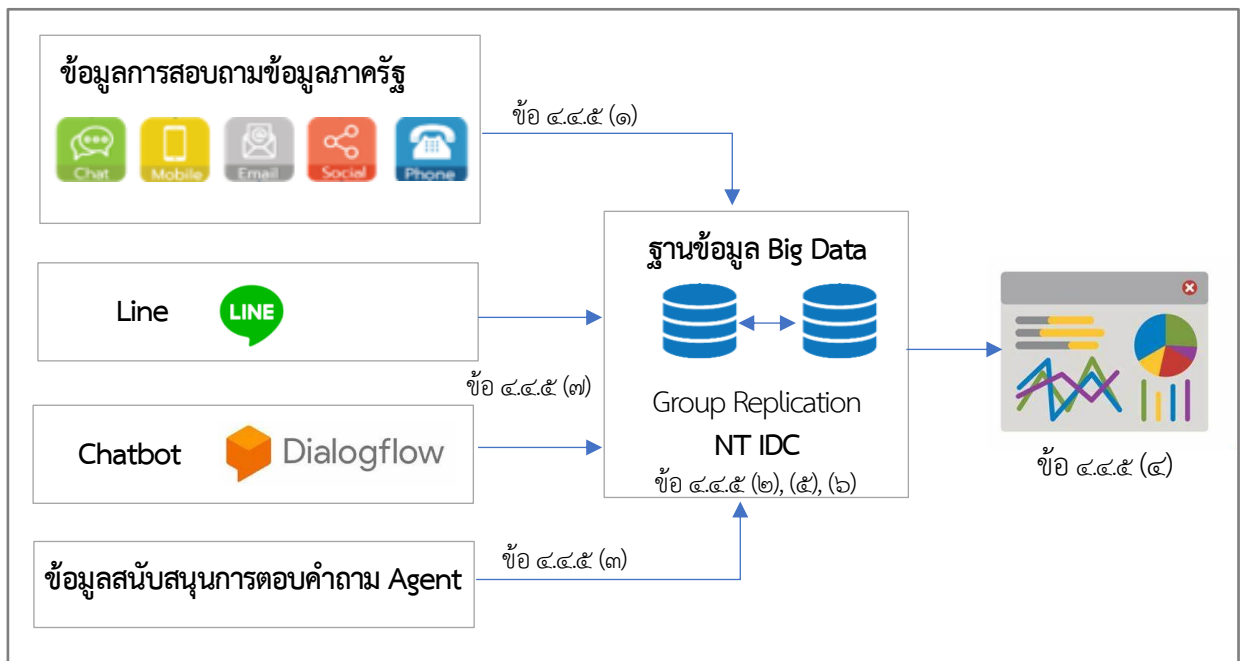 ข้อมูลการสอบถามข้อมูลภาครัฐ
Chat Mobile Email Social Phone
ข้อ ๔.๔.๕ (๑)
Line LINE
ข้อ ๔.๔.๕ (๗)
Chatbot Dialogflow
ข้อมูลสนับสนุนการตอบคำถาม Agent
ข้อ ๔.๔.๕ (๓)
ฐานข้อมูล Big Data
Group Replication
NT IDC
ข้อ ๔.๔.๕ (๒), (๕), (๖)
ข้อ ๔.๔.๕ (๔)